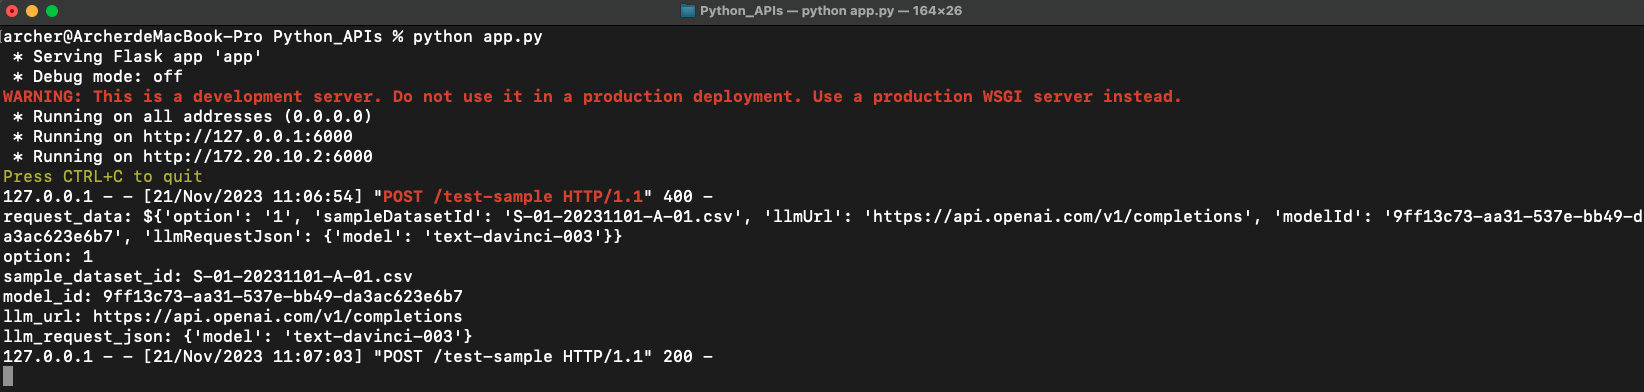 Python_APIs — python app.py — 164×26
archer@ArcherdeMacBook-Pro Python_APIs % python app.py
* Serving Flask app 'app'
* Debug mode: off
WARNING: This is a development server. Do not use it in a production deployment. Use a production WSGI server instead.
* Running on all addresses (0.0.0.0)
* Running on http://127.0.0.1:6000
* Running on http://172.20.10.2:6000
Press CTRL+C to quit
127.0.0.1 - - [21/Nov/2023 11:06:54] "POST /test-sample HTTP/1.1" 400 -
request_data: ${'option': '1', 'sampleDatasetId': 'S-01-20231101-A-01.csv', 'llmUrl': 'https://api.openai.com/v1/completions', 'modelId': '9ff13c73-aa31-537e-bb49-d
a3ac623e6b7', 'llmRequestJson': {'model': 'text-davinci-003'}}
option: 1
sample_dataset_id: S-01-20231101-A-01.csv
model_id: 9ff13c73-aa31-537e-bb49-da3ac623e6b7
llm_url: https://api.openai.com/v1/completions
llm_request_json: {'model': 'text-davinci-003'}
127.0.0.1 - - [21/Nov/2023 11:07:03] "POST /test-sample HTTP/1.1" 200 -